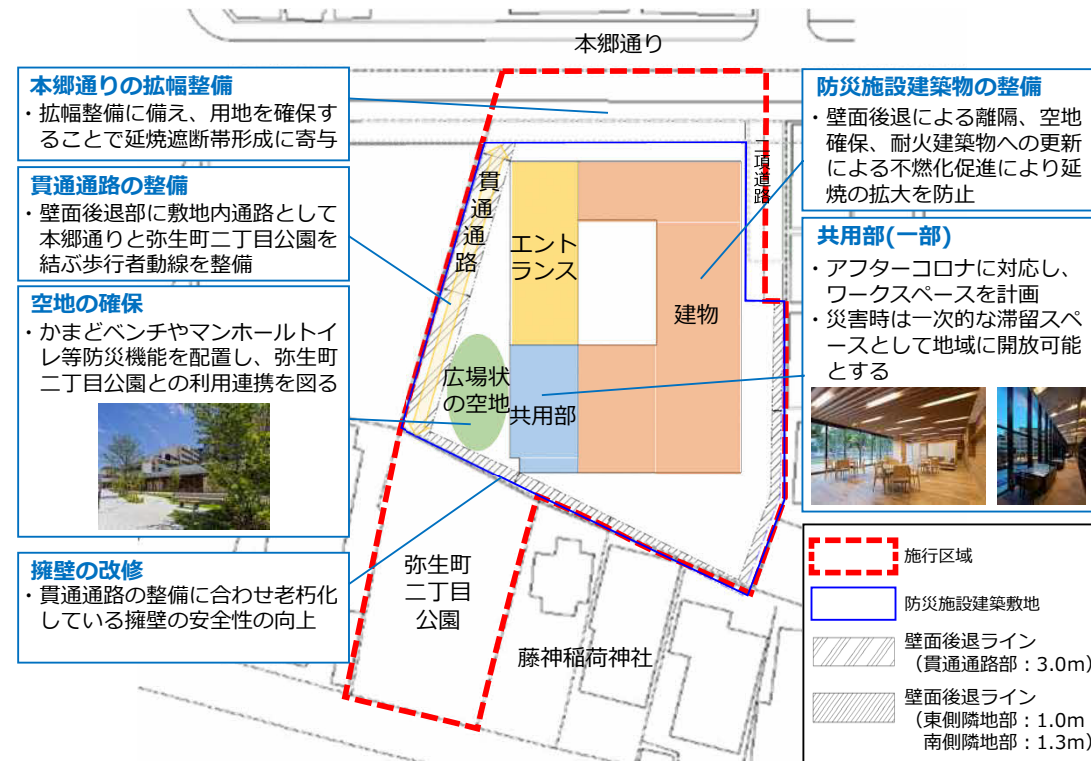 本郷通り
本郷通りの拡幅整備
・拡幅整備に備え、用地を確保す
ることで延焼遮断帯形成に寄与
貫通通路の整備
・壁面後退部に敷地内通路として
本郷通りと弥生町二丁目公園を
結ぶ歩行者動線を整備
空地の確保
・かまどベンチやマンホールトイ
レ等防災機能を配置し、弥生町
二丁目公園との利用連携を図る
擁壁の改修
・貫通通路の整備に合わせ老朽化
している擁壁の安全性の向上
貫通通路
エント
ランス
建物
二項道路
広場状
の空地
共用部
弥生町
二丁目
公園
藤神稲荷神社
防災施設建築物の整備
・壁面後退による離隔、空地
確保、耐火建築物への更新
による不燃化促進により延
焼の拡大を防止
共用部(一部)
・アフターコロナに対応し、
ワークスペースを計画
・災害時は一次的な滞留スペ
ースとして地域に開放可能
とする
施行区域
防災施設建築敷地
壁面後退ライン
（貫通通路部：3.0m）
壁面後退ライン
（東側隣地部：1.0m
南側隣地部：1.3m）